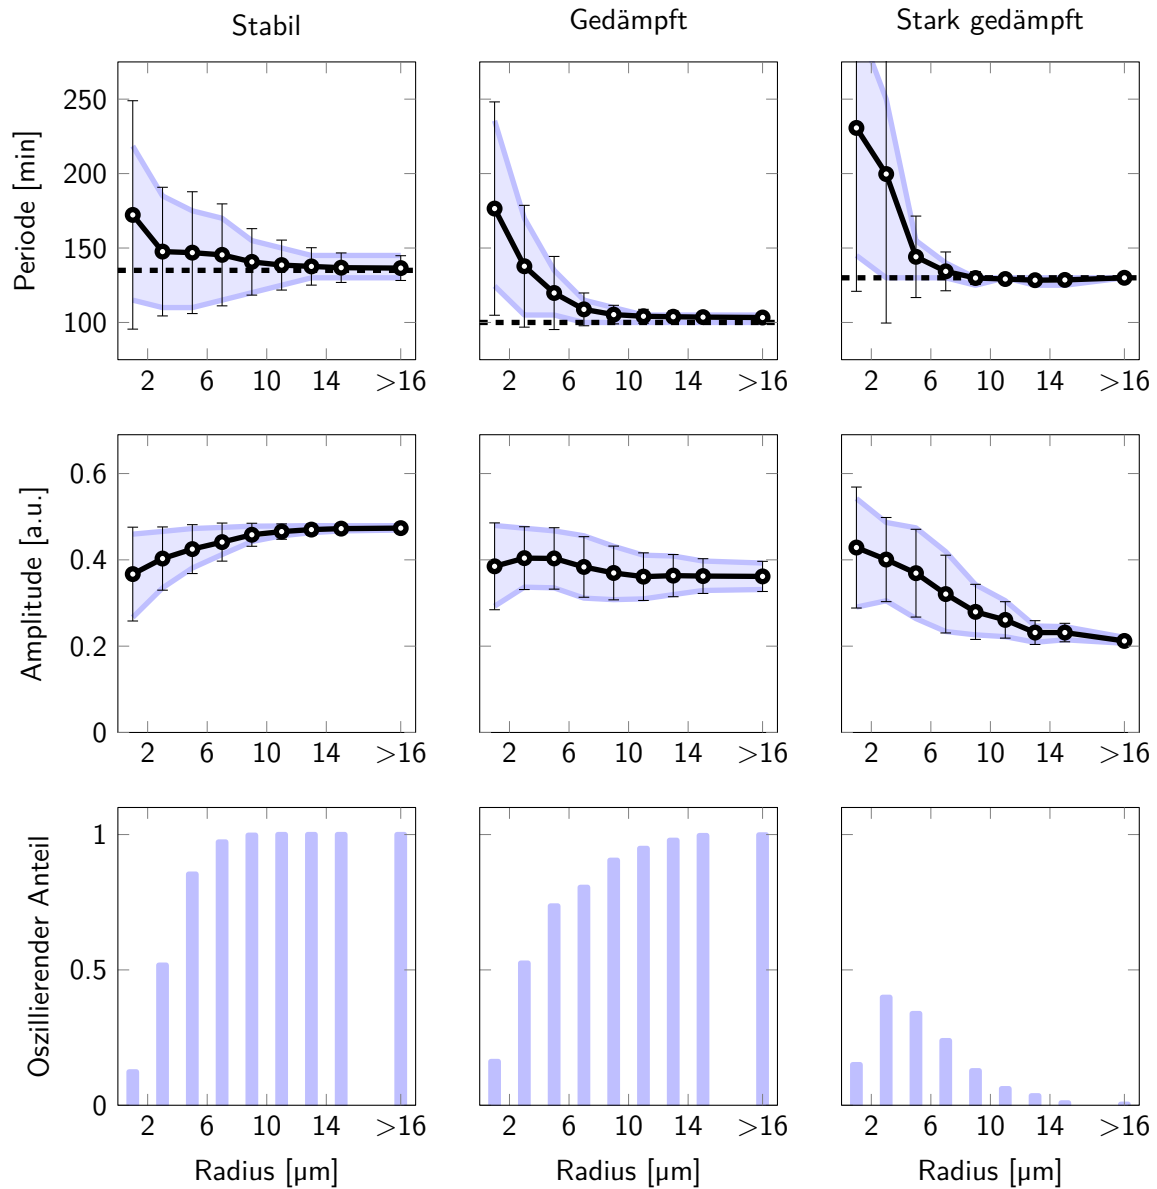 Stabil Gedämpft Stark gedämpft
Periode [min]
250
200
150
100
2 6 10 14 >16 2 6 10 14 >16 2 6 10 14 >16
Amplitude [a.u.]
0.6
0.4
0.2
0
2 6 10 14 >16 2 6 10 14 >16 2 6 10 14 >16
Oszillierender Anteil
1
0.5
0
2 6 10 14 >16 2 6 10 14 >16 2 6 10 14 >16
Radius [µm] Radius [µm] Radius [µm]